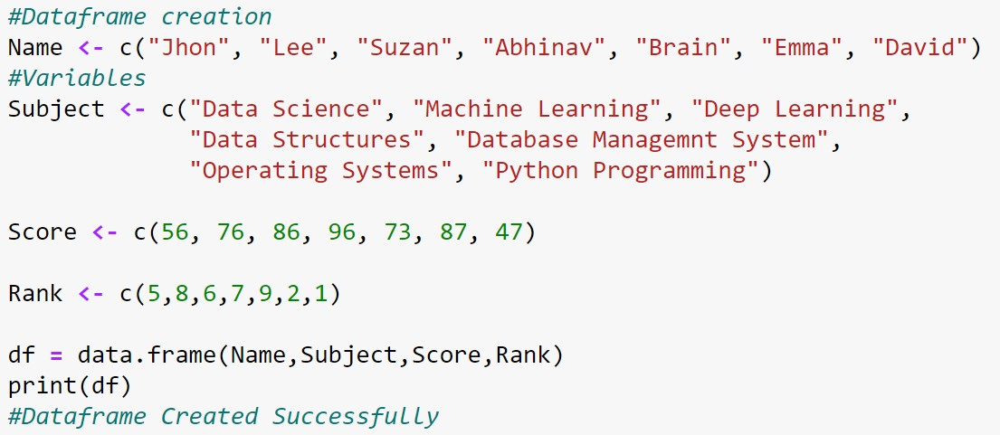 #Dataframe creation
Name <- c("Jhon", "Lee", "Suzan", "Abhinav", "Brain", "Emma", "David")
#Variables
Subject <- c("Data Science", "Machine Learning", "Deep Learning",
"Data Structures", "Database Managemnt System",
"Operating Systems", "Python Programming")
Score <- c(56, 76, 86, 96, 73, 87, 47)
Rank <- c(5,8,6,7,9,2,1)
df = data.frame(Name,Subject,Score,Rank)
print(df)
#Dataframe Created Successfully